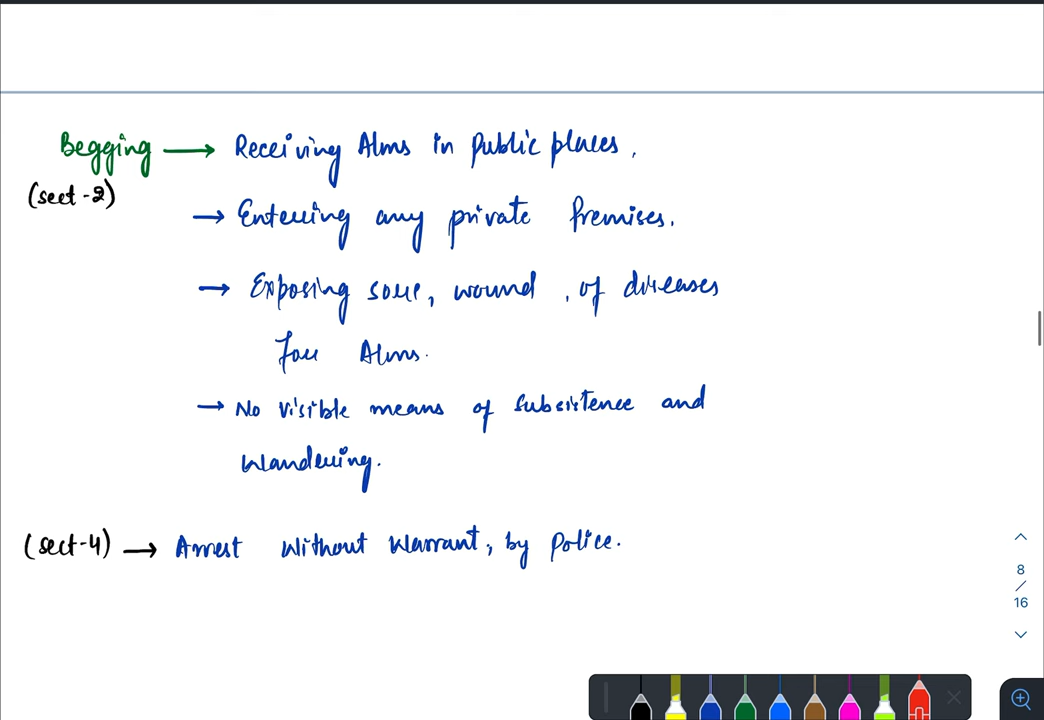 Begging → Receiving Alms in Public places.
(sect-2)
→ Entering any private Premises.
→ Exposing sore, wound, of diseases
for Alms.
→ No visible means of subsistence and
Wandering.
(sect-4) → Arrest Without Warrant, by Police.
8
/
16